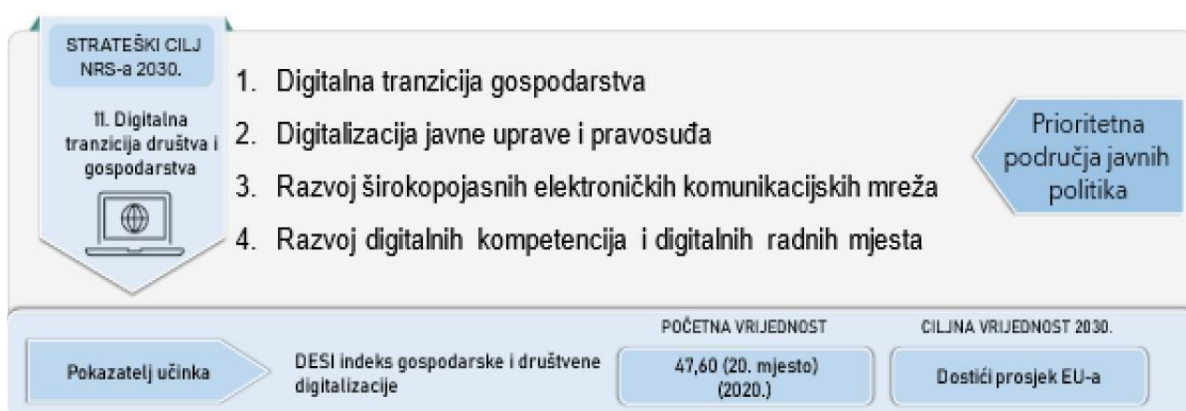 STRATEŠKI CILJ
NRS-a 2030.
11. Digitalna
tranzicija društva i
gospodarstva
1. Digitalna tranzicija gospodarstva
2. Digitalizacija javne uprave i pravosuđa
3. Razvoj širokopojasnih elektroničkih komunikacijskih mreža
4. Razvoj digitalnih kompetencija i digitalnih radnih mjesta
Prioritetna
područja javnih
politika
Pokazatelj učinka
DESI indeks gospodarske i društvene
digitalizacije
POČETNA VRIJEDNOST
47,60 (20. mjesto)
(2020.)
CILJNA VRIJEDNOST 2030.
Dostići prosjek EU-a